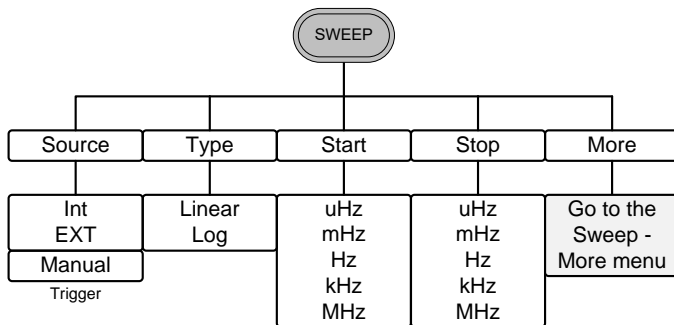 SWEEP
Source
Type
Start
Stop
More
Int
EXT
Manual
Trigger
Linear
Log
uHz
mHz
Hz
kHz
MHz
uHz
mHz
Hz
kHz
MHz
Go to the
Sweep -
More menu